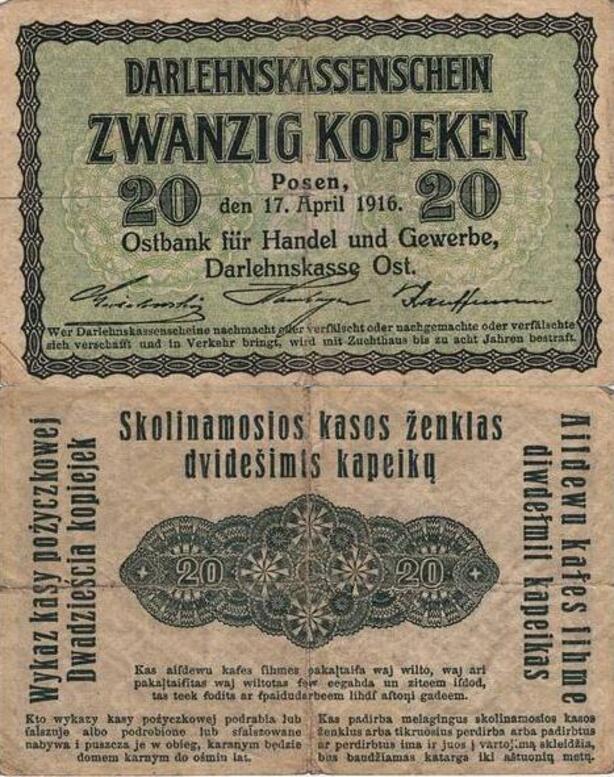 DARLEHNSKASSENSCHEIN
ZWANZIG KOPEKEN
20 Posen, 20
den 17. April 1916.
Ostbank für Handel und Gewerbe,
Darlehnskasse Ost.
Kauffmann
Wer Darlehnskassenscheine nachmacht oder verfälscht oder nachgemachte oder verfälschte
sich verschafft und in Verkehr bringt, wird mit Zuchthaus bis zu acht Jahren bestraft.
Skolinamosios kasos ženklas
dvidešimts kapeikų
Wykaz kasy pożyczkowej
Dwadzieścia kopiejek
Aiſdewu kaſes ſihme
diwdeſmit kapeikas
20 20
Kas aiſdewu kaſes ſihmes pakaļtaiſa waj wilto, waj ari
pakaļtaiſitas waj wiltotas ſew eegahda un ziteem iſdod,
tas teek ſodits ar ſpaidudarbeem lihdſ aſtoņi gadeem.
Kto wykazy kasy pożyczkowej podrabia lub
fałszuje albo podrobione lub sfałszowane
nabywa i puszcza je w obieg, karanym będzie
domem karnym do ośmiu lat.
Kas padirba melagingus skolinamosios kasos
ženklus arba tikruosius perdirba arba padirbtus
ar perdirbtus ima ir juos į vartojimą skleidžia,
bus baudžiamas katarga iki aštuonių metų.